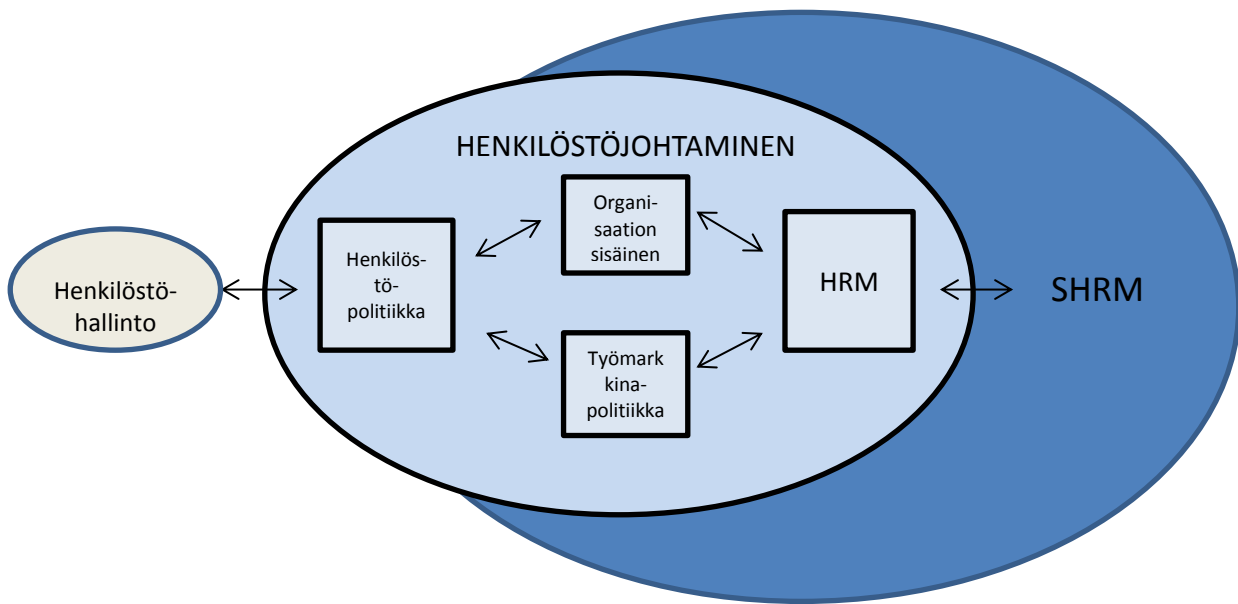 HENKILÖSTÖJOHTAMINEN
Henkilöstö-
hallinto
Henkilös-
tö-
politiikka
Organi-
saation
sisäinen
Työmark
kina-
politiikka
HRM
SHRM